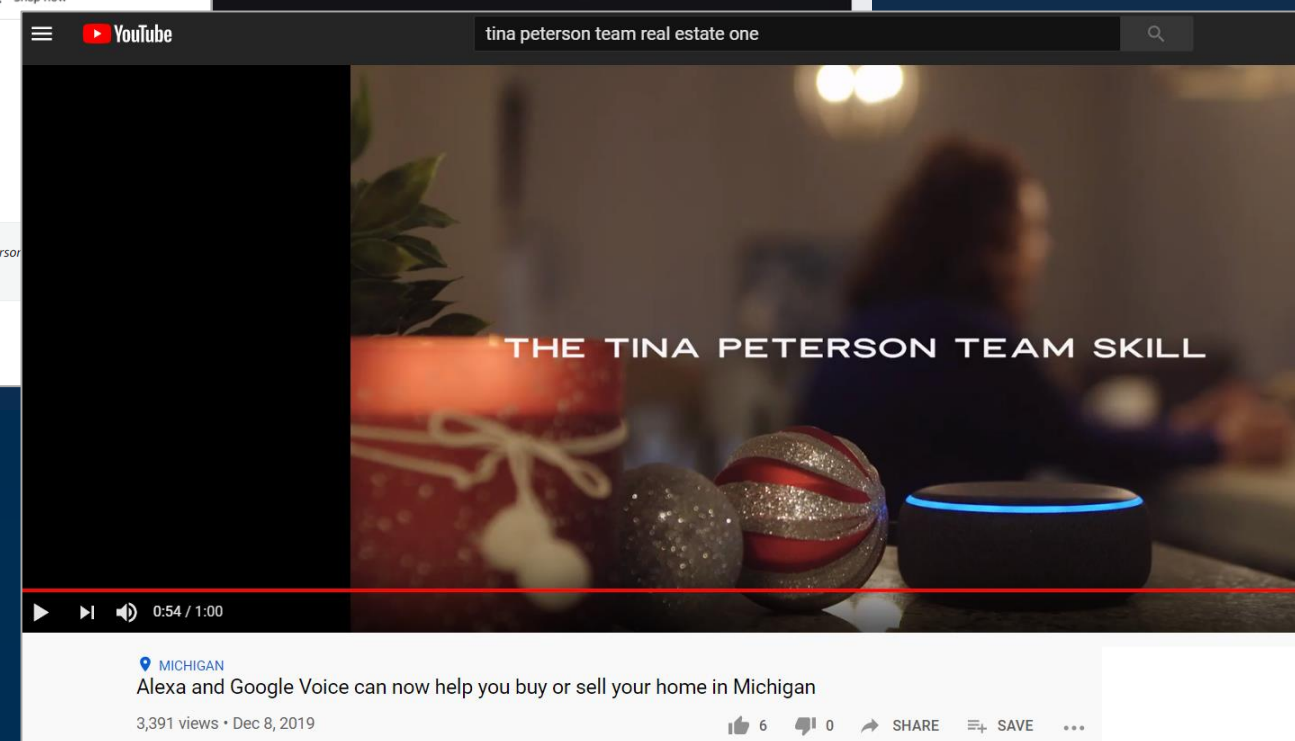 YouTube
tina peterson team real estate one
THE TINA PETERSON TEAM SKILL
0:54 / 1:00
MICHIGAN
Alexa and Google Voice can now help you buy or sell your home in Michigan
3,391 views • Dec 8, 2019
6 0 SHARE SAVE